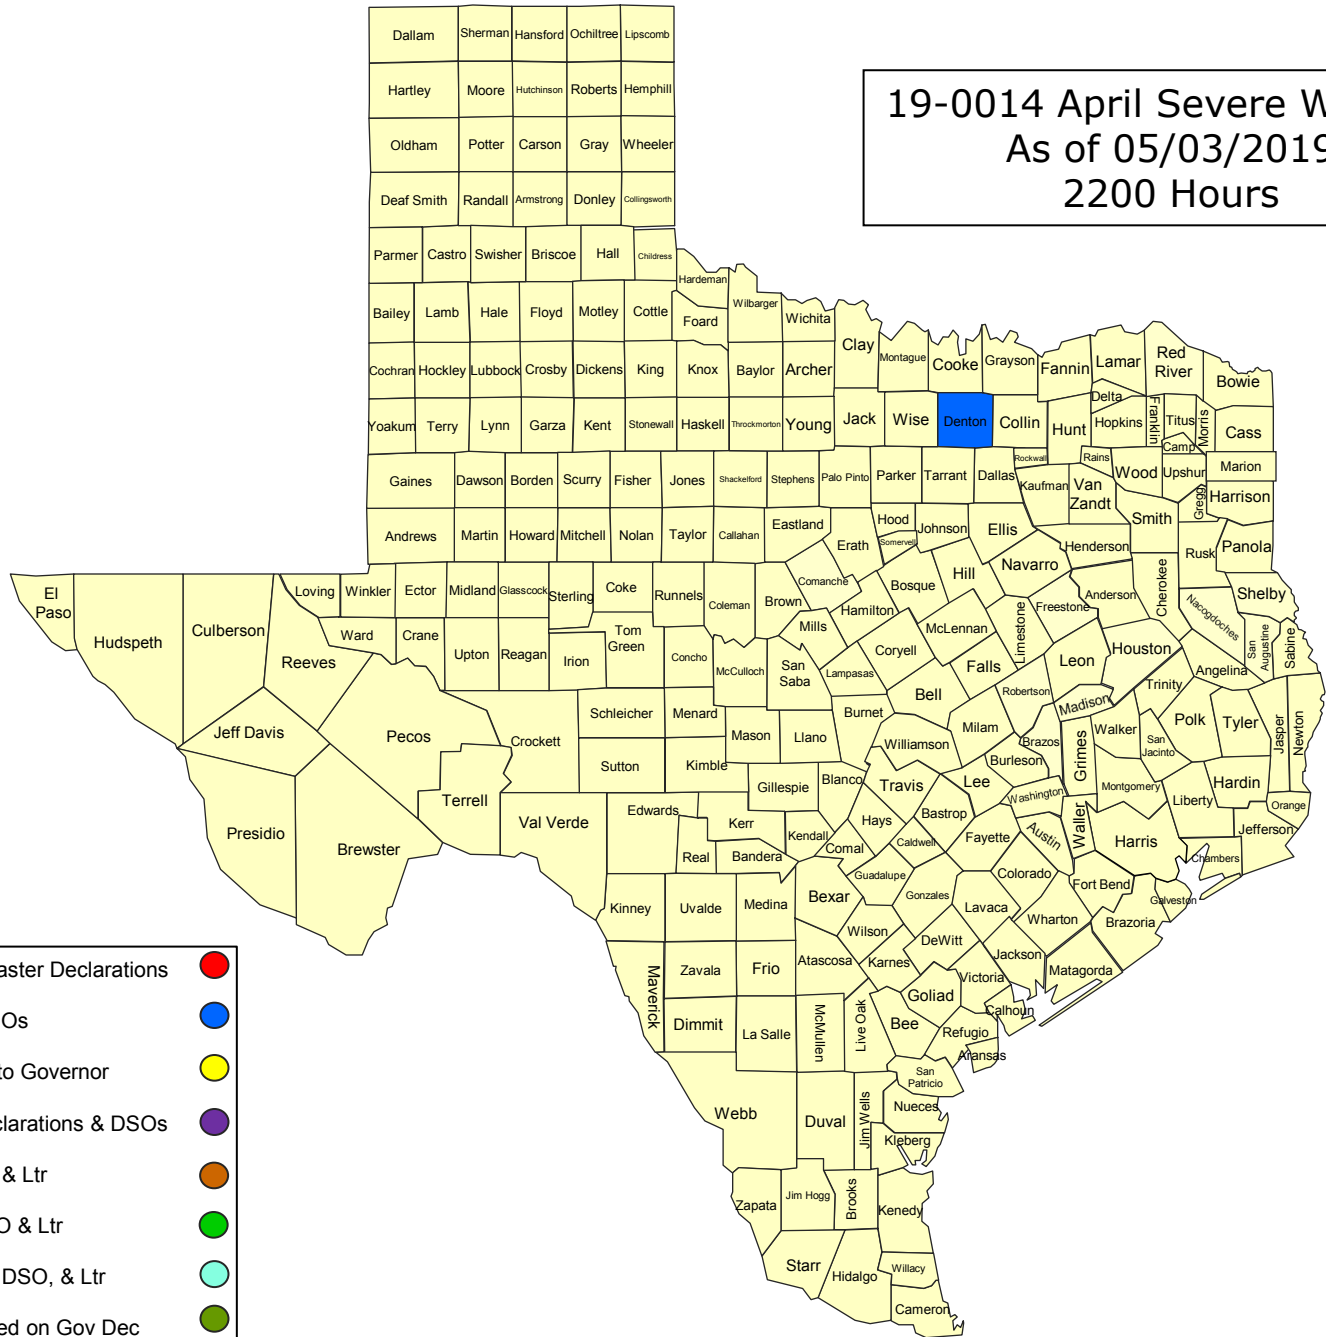 Dallam Sherman Hansford Ochiltree Lipscomb
Hartley Moore Hutchinson Roberts Hemphill
19-0014 April Severe W
As of 05/03/2019
2200 Hours
Oldham Potter Carson Gray Wheeler
Deaf Smith Randall Armstrong Donley Collingsworth
Parmer Castro Swisher Briscoe Hall Childress
Hardeman
Bailey Lamb Hale Floyd Motley Cottle Foard Wilbarger Wichita
Clay Montague Cooke Grayson Fannin Lamar Red
River Bowie
Cochran Hockley Lubbock Crosby Dickens King Knox Baylor Archer
Delta
Yoakum Terry Lynn Garza Kent Stonewall Haskell Throckmorton Young Jack Wise Denton Collin Hunt Hopkins Franklin Titus Morris Cass
Camp
Rockwall Rains
Gaines Dawson Borden Scurry Fisher Jones Shackelford Stephens Palo Pinto Parker Tarrant Dallas Kaufman Van
Zandt Wood Upshur Marion
Gregg Harrison
Andrews Martin Howard Mitchell Nolan Taylor Callahan Eastland Erath Hood Somervell Johnson Ellis Henderson Smith Rusk Panola
El
Paso Hudspeth Culberson Loving Winkler Ector Midland Glasscock Sterling Coke Runnels Coleman Brown Comanche Hamilton Bosque Hill Navarro Freestone Anderson Cherokee Nacogdoches Shelby
Reeves Ward Crane Upton Reagan Irion Tom
Green Concho McCulloch San
Saba Mills Lampasas Coryell McLennan Falls Limestone Leon Houston Angelina San
Augustine Sabine
Jeff Davis Pecos Crockett Schleicher Menard Mason Llano Burnet Bell Milam Robertson Madison Trinity
Walker San
Jacinto Polk Tyler Jasper Newton
Sutton Kimble Gillespie Blanco Williamson Travis Lee Burleson Brazos Grimes
Washington Montgomery Liberty Hardin Orange
Presidio Brewster Terrell Val Verde Edwards Kerr Kendall Hays Bastrop Caldwell Fayette Austin Waller Harris Jefferson
Real Bandera Comal Guadalupe Gonzales Colorado Fort Bend Chambers
Kinney Uvalde Medina Bexar Wilson Lavaca Wharton Brazoria Galveston
Maverick Zavala Frio Atascosa Karnes DeWitt Jackson Matagorda
Victoria Goliad Calhoun
Dimmit La Salle McMullen Live Oak Bee Refugio
Aransas
San
Patricio
Webb Duval Jim Wells Nueces
Kleberg
Zapata Jim Hogg Brooks Kenedy
Starr Hidalgo Willacy
Cameron
aster Declarations
Os
to Governor
clarations & DSOs
& Ltr
O & Ltr
DSO, & Ltr
ed on Gov Dec